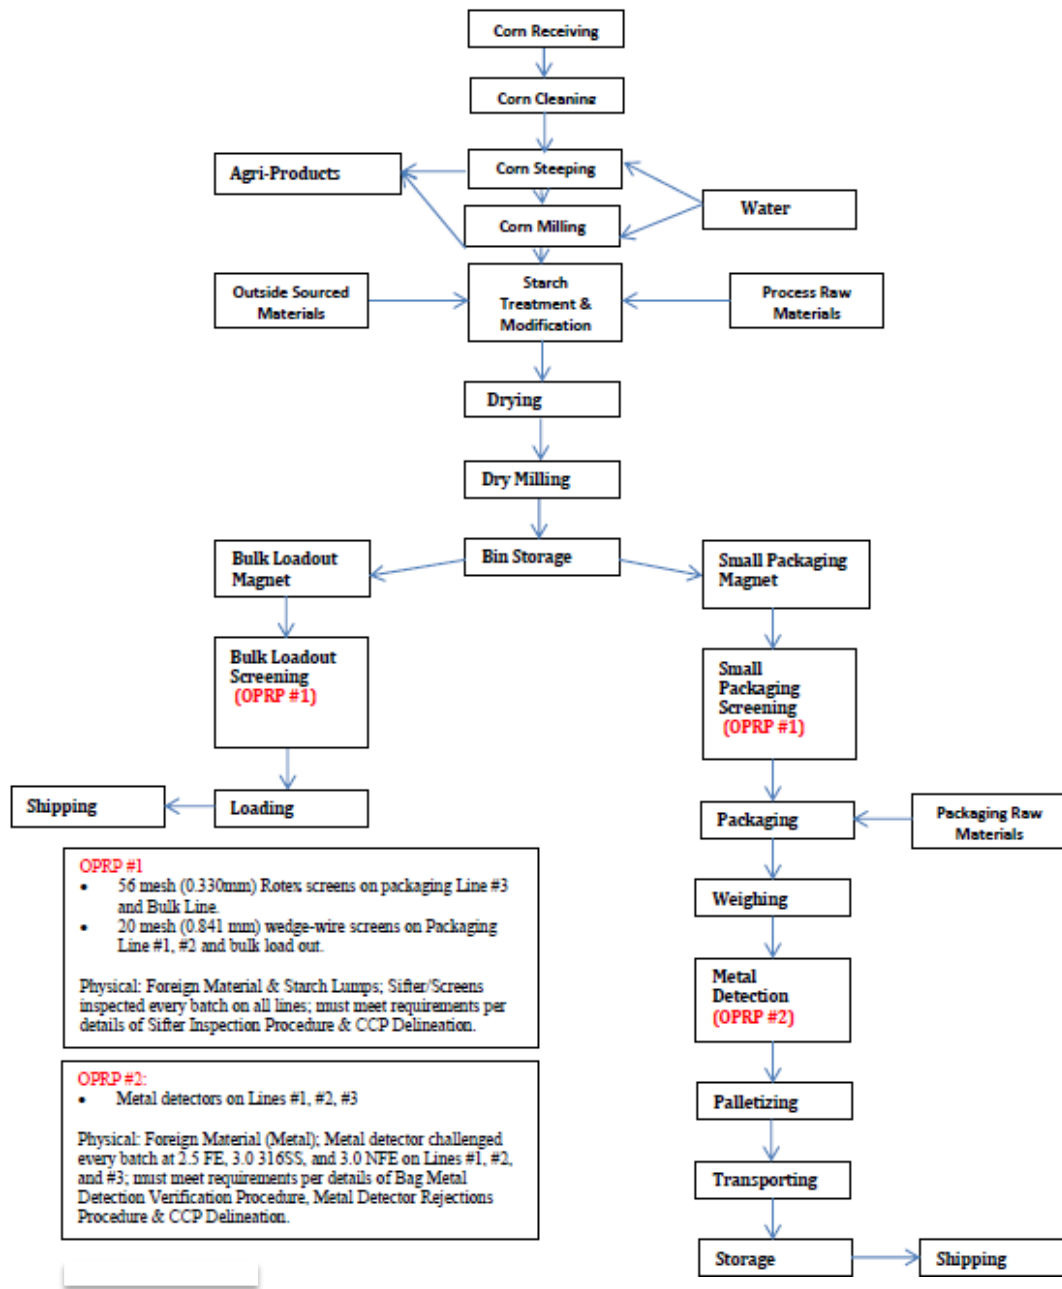 Corn Receiving
Corn Cleaning
Agri-Products
Corn Steeping
Water
Corn Milling
Outside Sourced
Materials
Starch
Treatment &
Modification
Process Raw
Materials
Drying
Dry Milling
Bin Storage
Bulk Loadout
Magnet
Small Packaging
Magnet
Bulk Loadout
Screening
(OPRP #1)
Small
Packaging
Screening
(OPRP #1)
Shipping
Loading
Packaging
Packaging Raw
Materials
OPRP #1
• 56 mesh (0.330mm) Rotex screens on packaging Line #3
and Bulk Line.
• 20 mesh (0.841 mm) wedge-wire screens on Packaging
Line #1, #2 and bulk load out.
Physical: Foreign Material & Starch Lumps; Sifter/Screens
inspected every batch on all lines; must meet requirements per
details of Sifter Inspection Procedure & CCP Delineation.
Weighing
Metal
Detection
(OPRP #2)
OPRP #2:
• Metal detectors on Lines #1, #2, #3
Physical: Foreign Material (Metal); Metal detector challenged
every batch at 2.5 FE, 3.0 316SS, and 3.0 NFE on Lines #1, #2,
and #3; must meet requirements per details of Bag Metal
Detection Verification Procedure, Metal Detector Rejections
Procedure & CCP Delineation.
Palletizing
Transporting
Storage
Shipping